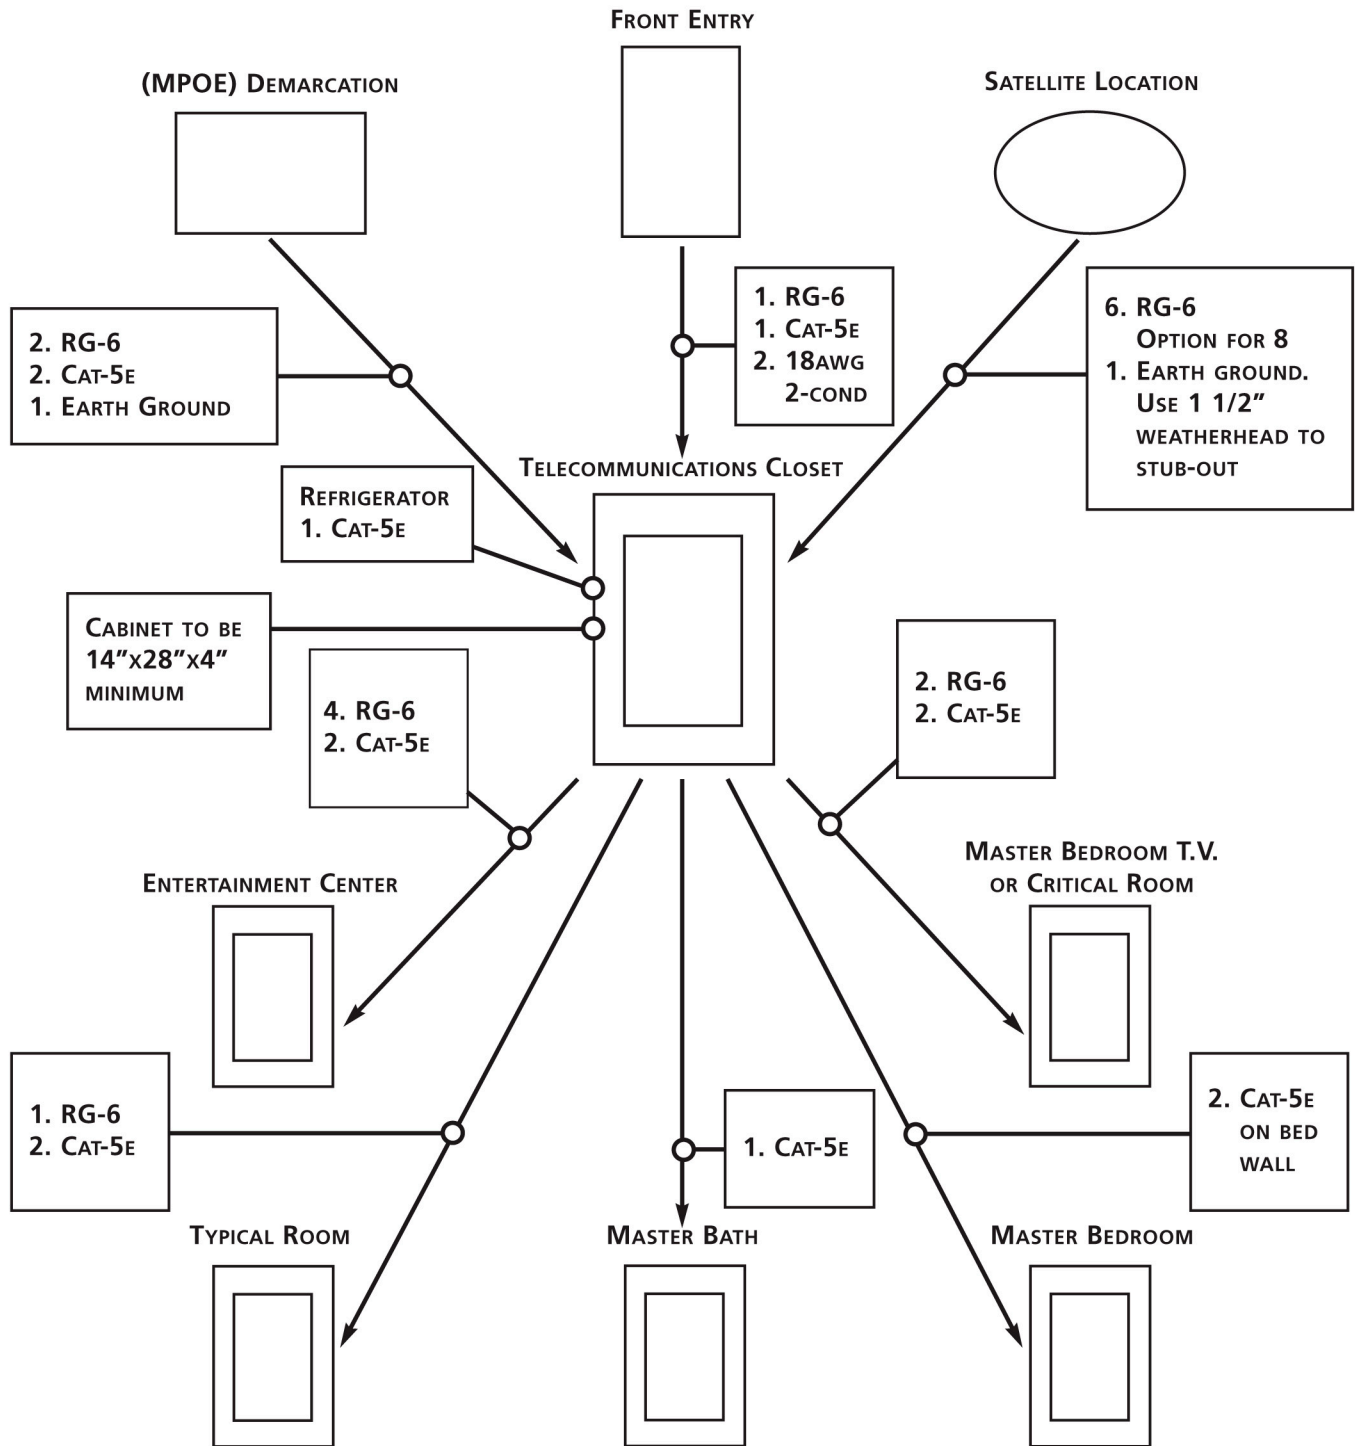 Front Entry
(MPOE) Demarcation
Satellite Location
2. RG-6
2. Cat-5e
1. Earth Ground
1. RG-6
1. Cat-5e
2. 18awg
2-cond
6. RG-6
Option for 8
1. Earth ground.
Use 1 1/2"
weatherhead to
stub-out
Telecommunications Closet
Refrigerator
1. Cat-5e
Cabinet to be
14"x28"x4"
minimum
4. RG-6
2. Cat-5e
2. RG-6
2. Cat-5e
Entertainment Center
Master Bedroom T.V.
or Critical Room
1. RG-6
2. Cat-5e
1. Cat-5e
2. Cat-5e
on bed
wall
Typical Room
Master Bath
Master Bedroom